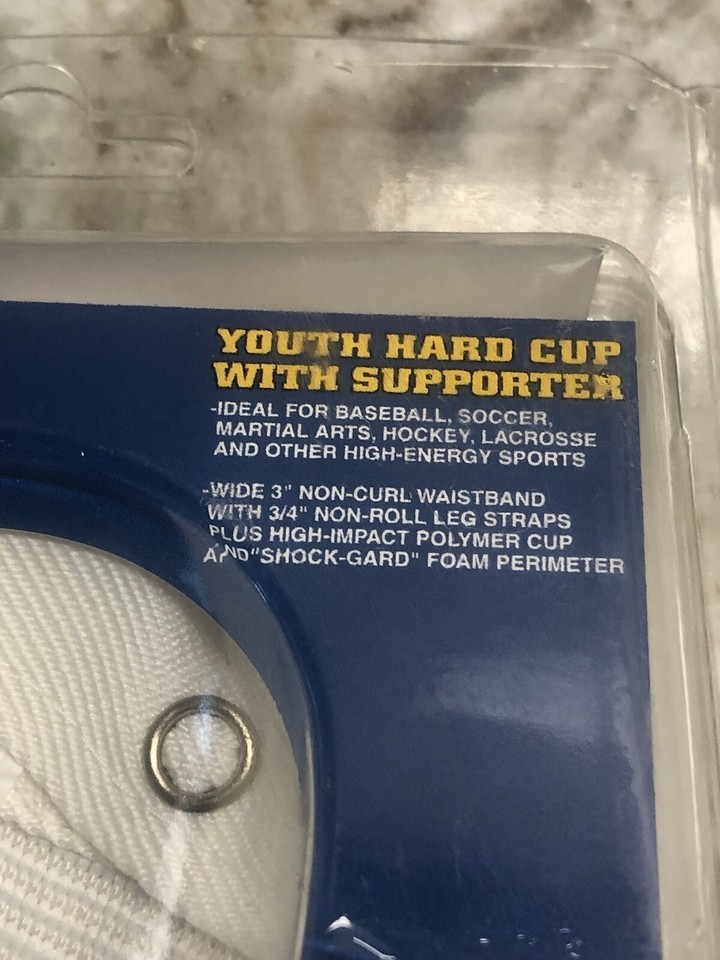 YOUTH HARD CUP
WITH SUPPORTER
-IDEAL FOR BASEBALL, SOCCER,
MARTIAL ARTS, HOCKEY, LACROSSE
AND OTHER HIGH-ENERGY SPORTS
-WIDE 3" NON-CURL WAISTBAND
WITH 3/4" NON-ROLL LEG STRAPS
PLUS HIGH-IMPACT POLYMER CUP
AND "SHOCK-GARD" FOAM PERIMETER